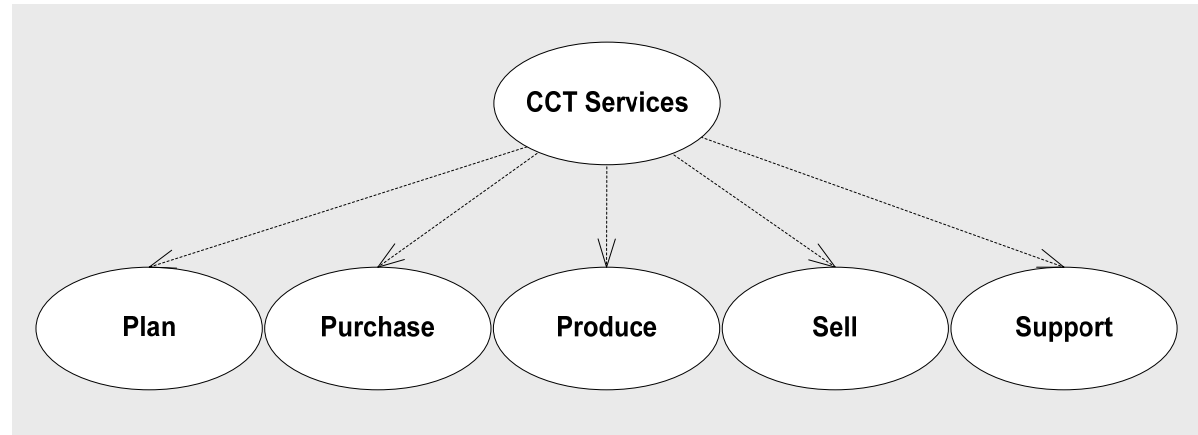 CCT Services
Plan
Purchase
Produce
Sell
Support